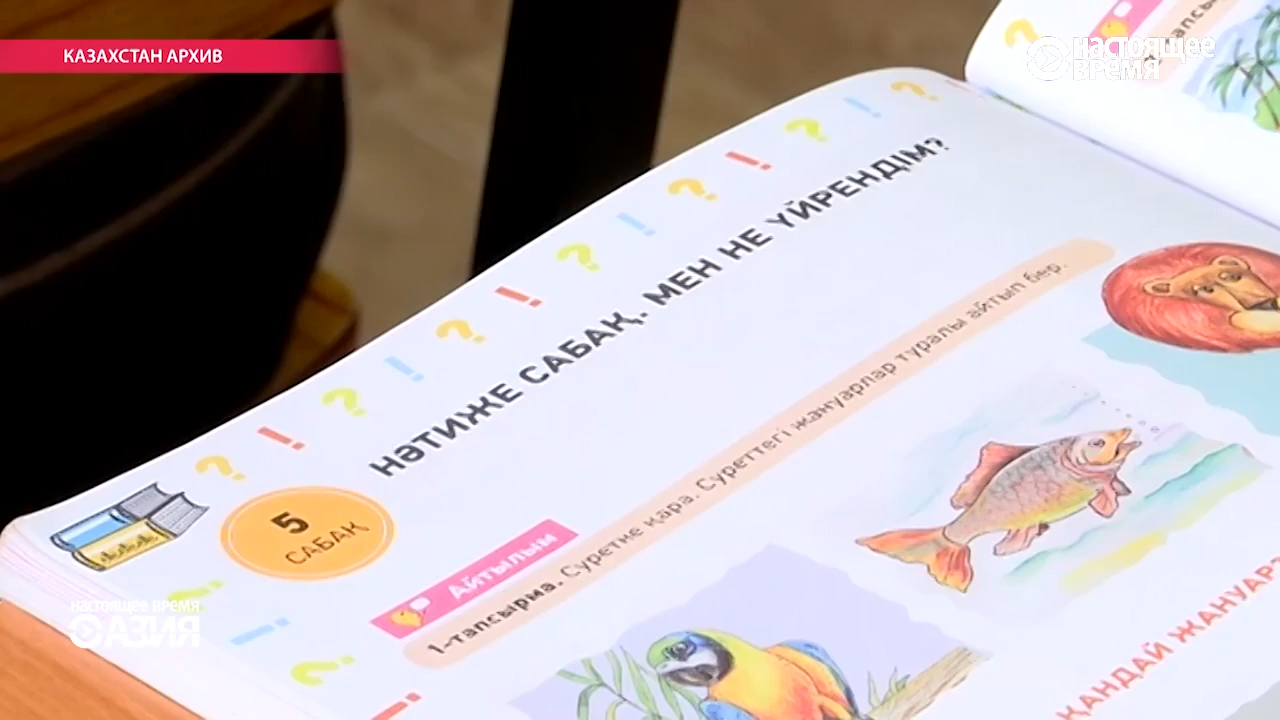 КАЗАХСТАН АРХИВ
настоящее
время
НӘТИЖЕ САБАҚ. МЕН НЕ ҮЙРЕНДІМ?
5
САБАҚ
Айтылым
1-тапсырма. Суретке қара. Суреттегі жануарлар туралы айтып бер.
ҚАНДАЙ ЖАНУАР?
настоящее время
АЗИЯ